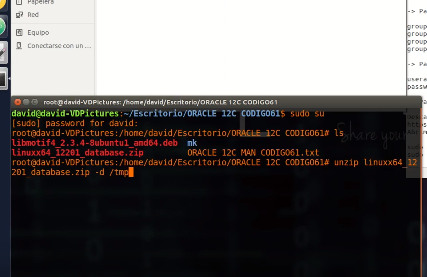 Papelera
Red
Equipo
Conectarse con un ...
-> Pa
group
group
group
group
-> Pa
usera
passw
root@david-VDPictures: /home/david/Escritorio/ORACLE 12C CODIGO61
david@david-VDPictures:~/Escritorio/ORACLE 12C CODIGO61$ sudo su
[sudo] password for david:
root@david-VDPictures:/home/david/Escritorio/ORACLE 12C CODIGO61# ls
libmotif4_2.3.4-8ubuntu1_amd64.deb mk
linuxx64_12201_database.zip ORACLE 12C MAN CODIGO61.txt
root@david-VDPictures:/home/david/Escritorio/ORACLE 12C CODIGO61# unzip linuxx64_12
201_database.zip -d /tmp